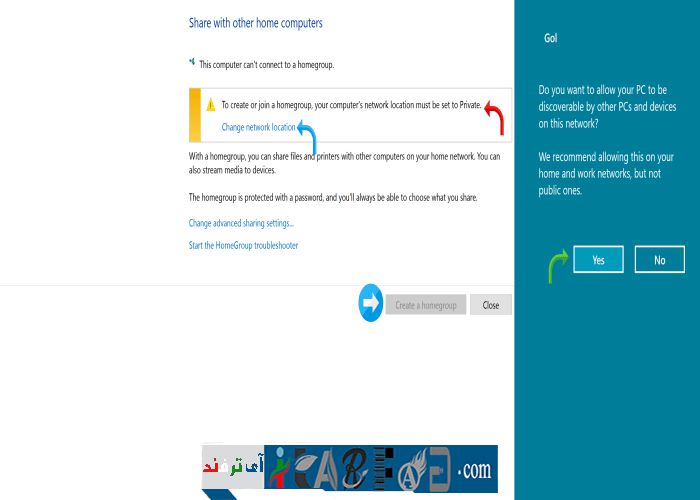 Share with other home computers
This computer can't connect to a homegroup.
To create or join a homegroup, your computer's network location must be set to Private.
Change network location
With a homegroup, you can share files and printers with other computers on your home network. You can
also stream media to devices.
The homegroup is protected with a password, and you'll always be able to choose what you share.
Change advanced sharing settings...
Start the HomeGroup troubleshooter
Create a homegroup
Close
Go!
Do you want to allow your PC to be
discoverable by other PCs and devices
on this network?
We recommend allowing this on your
home and work networks, but not
public ones.
Yes
No
آی ترفند
.com